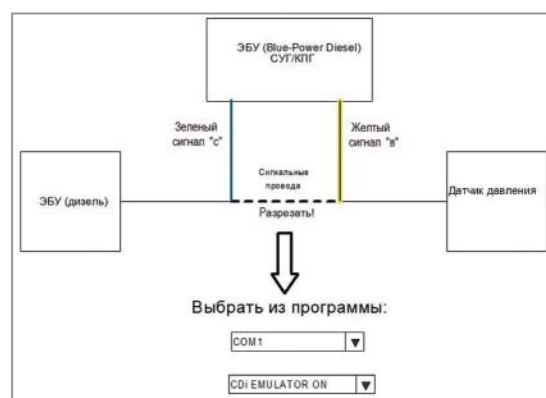 ЭБУ (Blue-Power Diesel)
СУГ/КПГ
Зеленый
сигнал "с"
Желтый
сигнал "в"
Сигнальные
провода
ЭБУ (дизель)
Датчик давления
Разрезать!
Выбрать из программы:
COM1
CDi EMULATOR ON